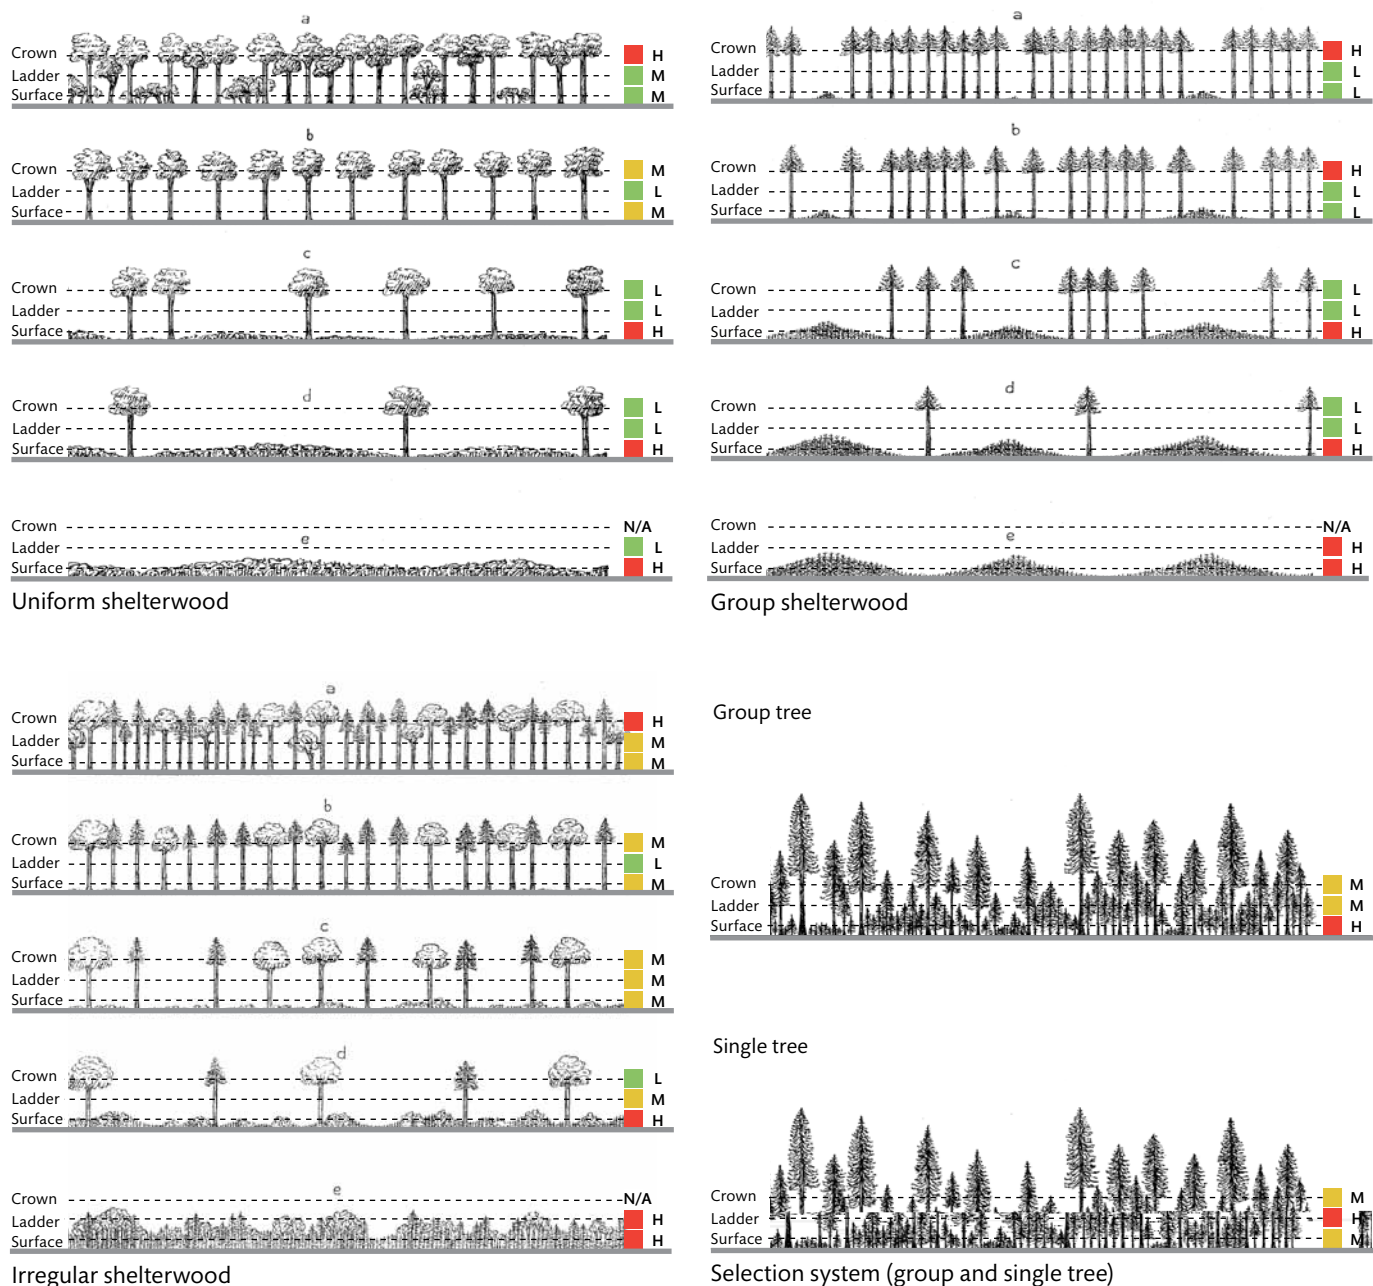 a
Crown H
Ladder M
Surface M
b
Crown M
Ladder L
Surface M
c
Crown L
Ladder L
Surface H
d
Crown L
Ladder L
Surface H
Crown N/A
e
Ladder L
Surface H
Uniform shelterwood
a
Crown H
Ladder L
Surface L
b
Crown H
Ladder L
Surface L
c
Crown L
Ladder L
Surface H
d
Crown L
Ladder L
Surface H
Crown N/A
e
Ladder H
Surface H
Group shelterwood
a
Crown H
Ladder M
Surface M
b
Crown M
Ladder L
Surface M
c
Crown M
Ladder M
Surface M
d
Crown L
Ladder M
Surface H
e
Crown N/A
Ladder H
Surface H
Irregular shelterwood
Group tree
Crown M
Ladder M
Surface H
Single tree
Crown M
Ladder H
Surface M
Selection system (group and single tree)